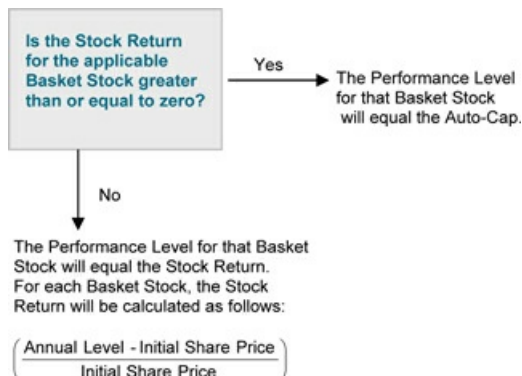 Is the Stock Return
for the applicable
Basket Stock greater
than or equal to zero?
Yes
The Performance Level
for that Basket Stock
will equal the Auto-Cap.
No
The Performance Level for that Basket
Stock will equal the Stock Return.
For each Basket Stock, the Stock
Return will be calculated as follows:
( Annual Level - Initial Share Price )
Initial Share Price